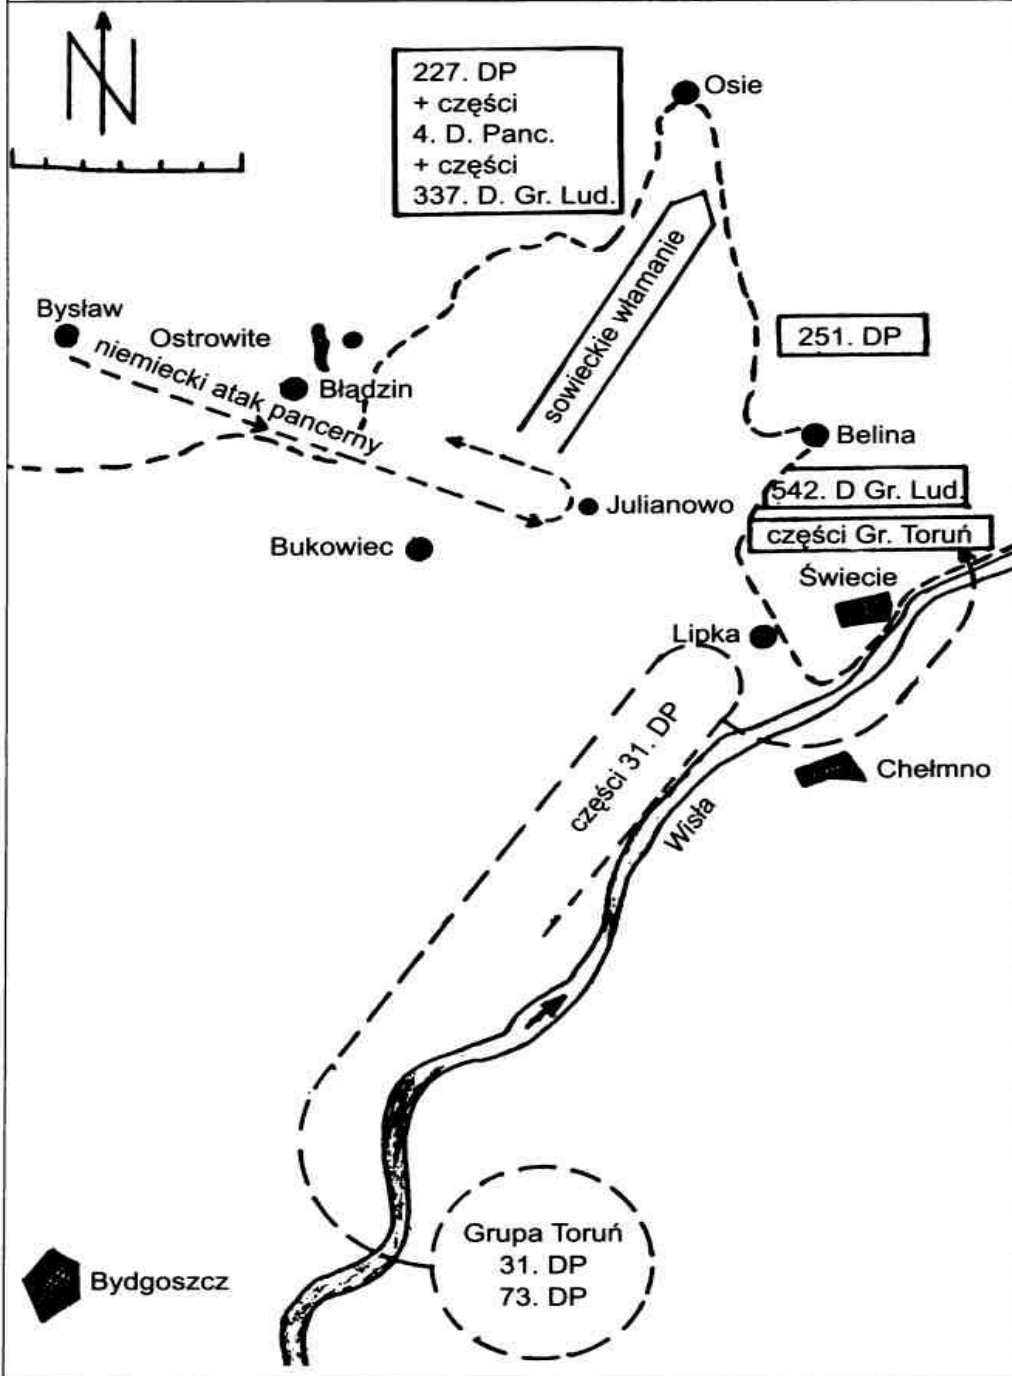 N
227. DP
+ części
4. D. Panc.
+ części
337. D. Gr. Lud.
Osie
Bysław
Ostrowite
niemiecki atak pancerny
Błądzin
sowieckie włamanie
251. DP
Belina
542. D Gr. Lud.
Julianowo
części Gr. Toruń
Bukowiec
Świecie
Lipka
części 31. DP
Chełmno
Wisła
Grupa Toruń
31. DP
73. DP
Bydgoszcz